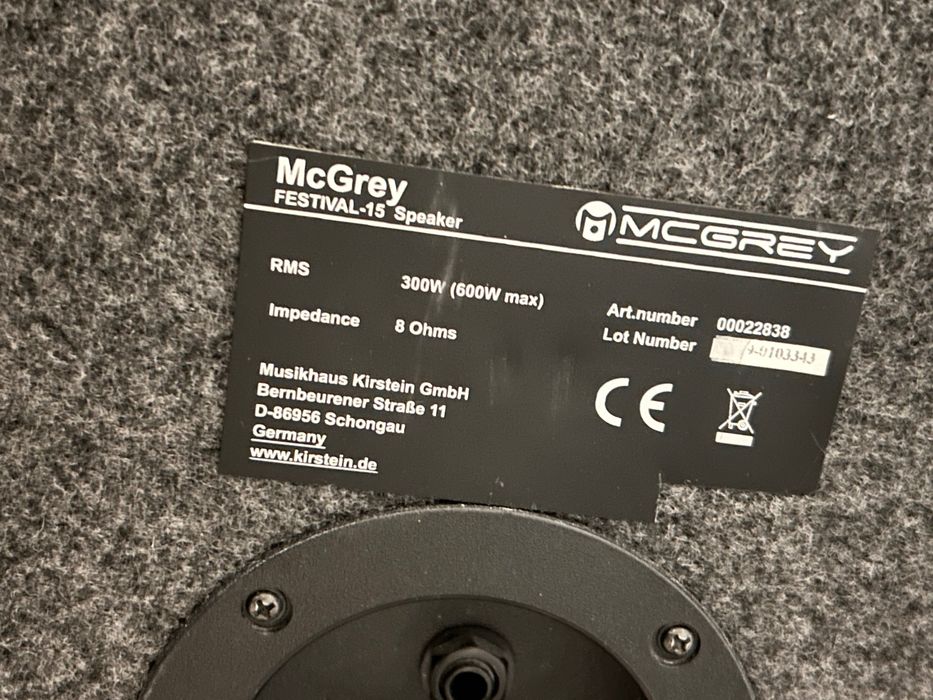 McGrey
FESTIVAL-15 Speaker
MCGREY
RMS 300W (600W max)
Impedance 8 Ohms
Art.number 00022838
Lot Number
Musikhaus Kirstein GmbH
Bernbeurener Straße 11
D-86956 Schongau
Germany
www.kirstein.de
CE